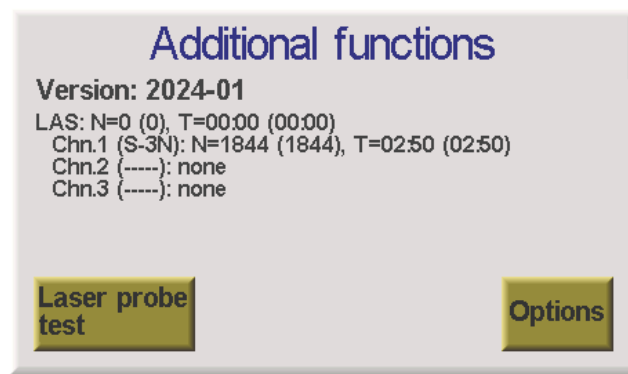 Additional functions
Version: 2024-01
LAS: N=0 (0), T=00:00 (00:00)
Chn.1 (S-3N): N=1844 (1844), T=02:50 (02:50)
Chn.2 (-----): none
Chn.3 (-----): none
Laser probe
test
Options